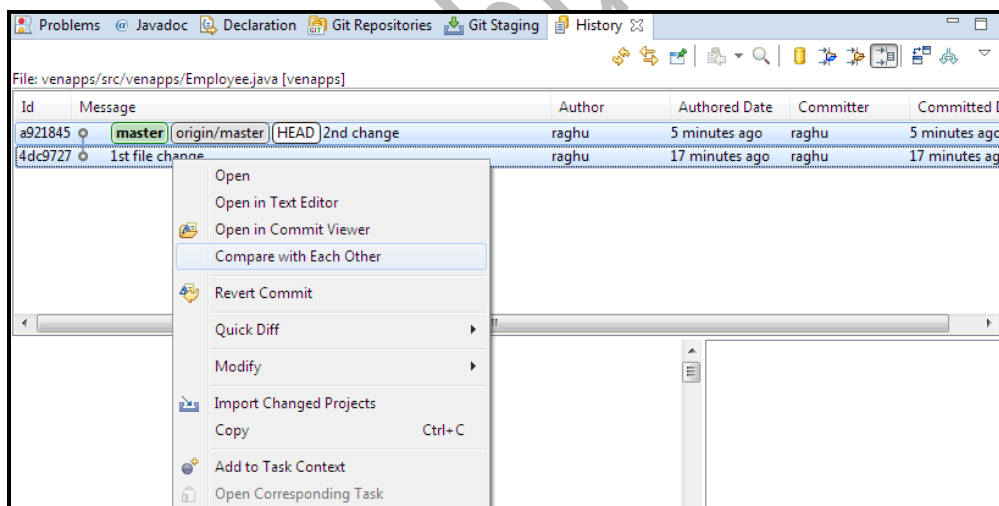 Problems @ Javadoc Declaration Git Repositories Git Staging History
File: venapps/src/venapps/Employee.java [venapps]
Id Message Author Authored Date Committer Committed
a921845 master origin/master HEAD 2nd change raghu 5 minutes ago raghu 5 minutes ago
4dc9727 1st file change raghu 17 minutes ago raghu 17 minutes ag
Open
Open in Text Editor
Open in Commit Viewer
Compare with Each Other
Revert Commit
Quick Diff
Modify
Import Changed Projects
Copy Ctrl+C
Add to Task Context
Open Corresponding Task